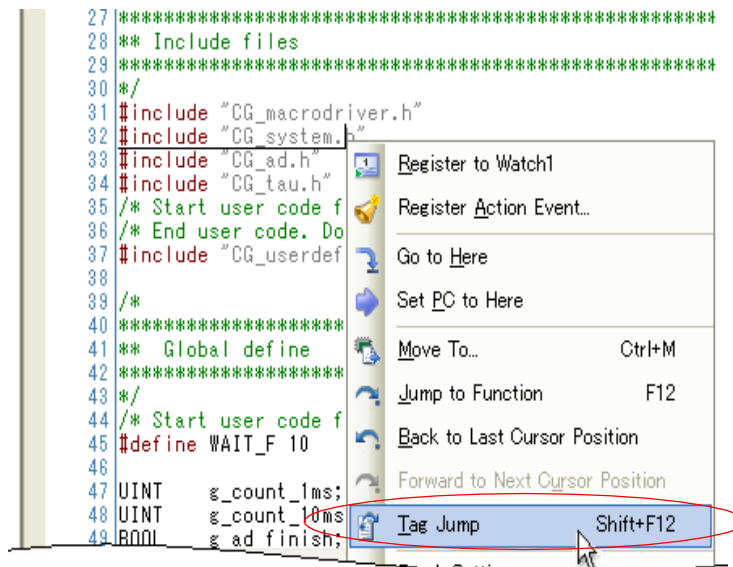 27 ****************************************************
28 ** Include files
29 ****************************************************
30 */
31 #include "CG_macrodriver.h"
32 #include "CG_system.h"
33 #include "CG_ad.h"
34 #include "CG_tau.h"
35 /* Start user code f
36 /* End user code. Do
37 #include "CG_userdef
38
39 /*
40 ********************
41 ** Global define
42 ********************
43 */
44 /* Start user code f
45 #define WAIT_F 10
46
47 UINT g_count_1ms;
48 UINT g_count_10ms
49 BOOL g_ad_finish;
Register to Watch1
Register Action Event...
Go to Here
Set PC to Here
Move To... Ctrl+M
Jump to Function F12
Back to Last Cursor Position
Forward to Next Cursor Position
Tag Jump Shift+F12